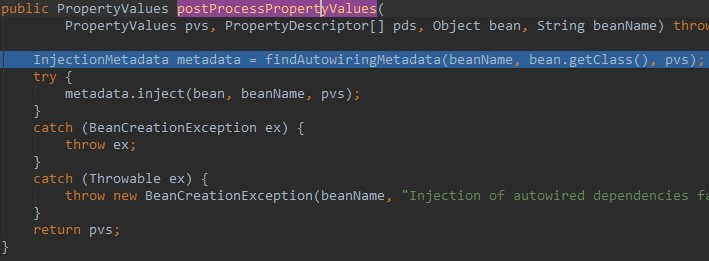 public PropertyValues postProcessPropertyValues(
PropertyValues pvs, PropertyDescriptor[] pds, Object bean, String beanName) throw
InjectionMetadata metadata = findAutowiringMetadata(beanName, bean.getClass(), pvs);
try {
metadata.inject(bean, beanName, pvs);
}
catch (BeanCreationException ex) {
throw ex;
}
catch (Throwable ex) {
throw new BeanCreationException(beanName, "Injection of autowired dependencies fa
}
return pvs;
}